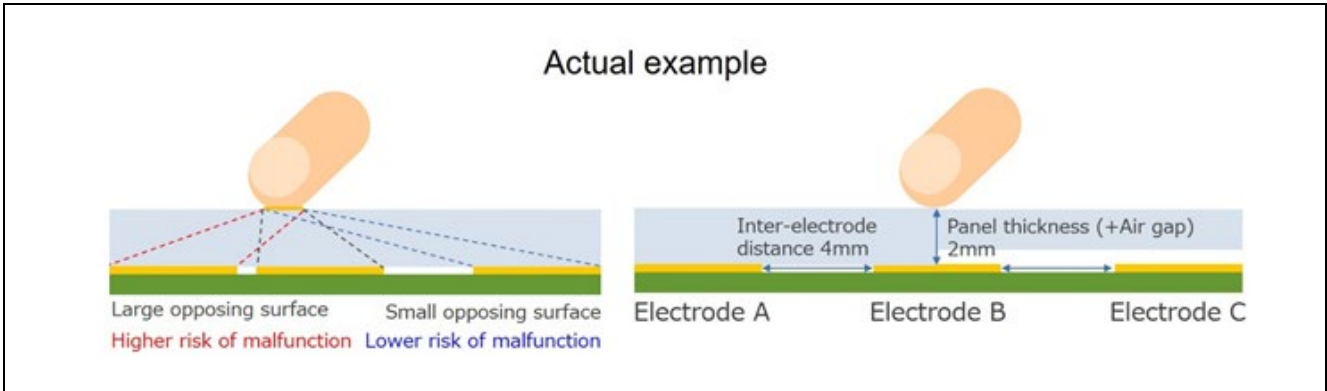 Actual example
Large opposing surface
Higher risk of malfunction
Small opposing surface
Lower risk of malfunction
Inter-electrode
distance 4mm
Panel thickness (+Air gap)
2mm
Electrode A
Electrode B
Electrode C